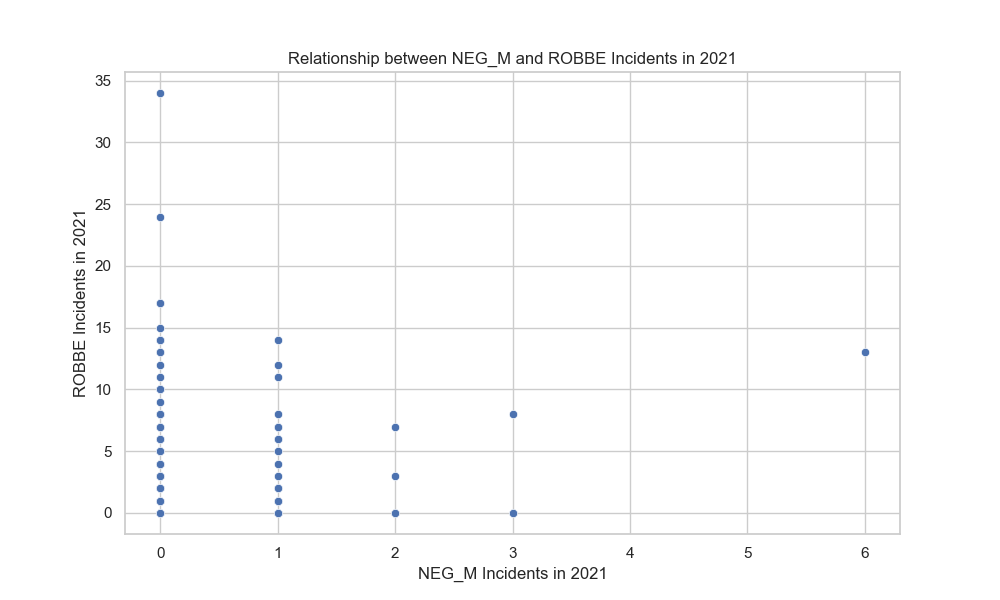 Relationship between NEG_M and ROBBE Incidents in 2021
ROBBE Incidents in 2021
35
30
25
20
15
10
5
0
0 1 2 3 4 5 6
NEG_M Incidents in 2021